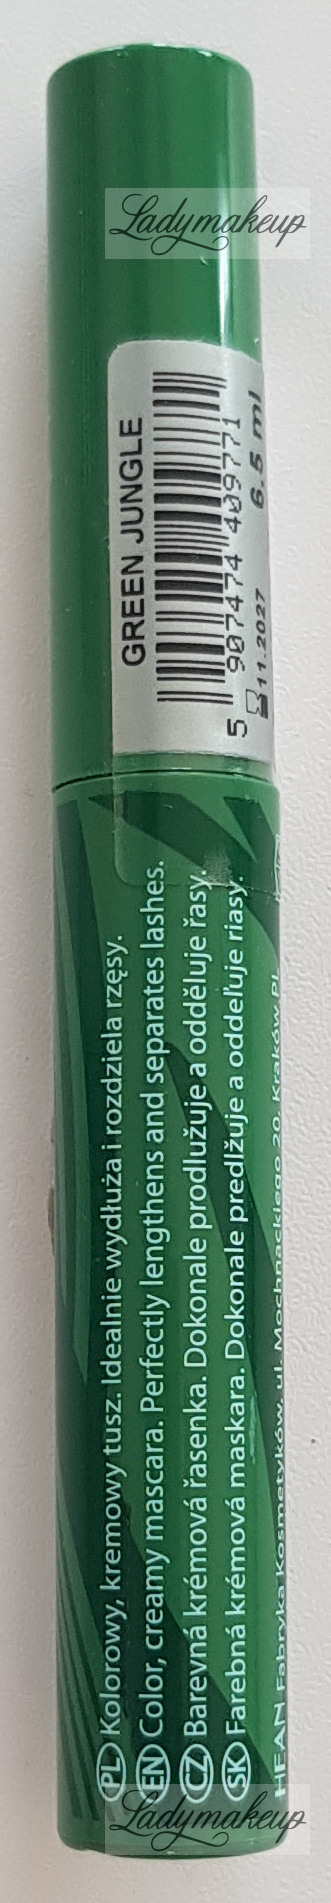 Ladymakeup
GREEN JUNGLE
5 907474 409771
11.2027 6.5 ml
PL Kolorowy, kremowy tusz. Idealnie wydłuża i rozdziela rzęsy.
EN Color, creamy mascara. Perfectly lengthens and separates lashes.
CZ Barevná krémová řasenka. Dokonale prodlužuje a odděluje řasy.
SK Farebná krémová maskara. Dokonale predlžuje a oddeľuje riasy.
HEAN Fabryka Kosmetyków, ul. Mochnackiego 20, Kraków PL
Ladymakeup